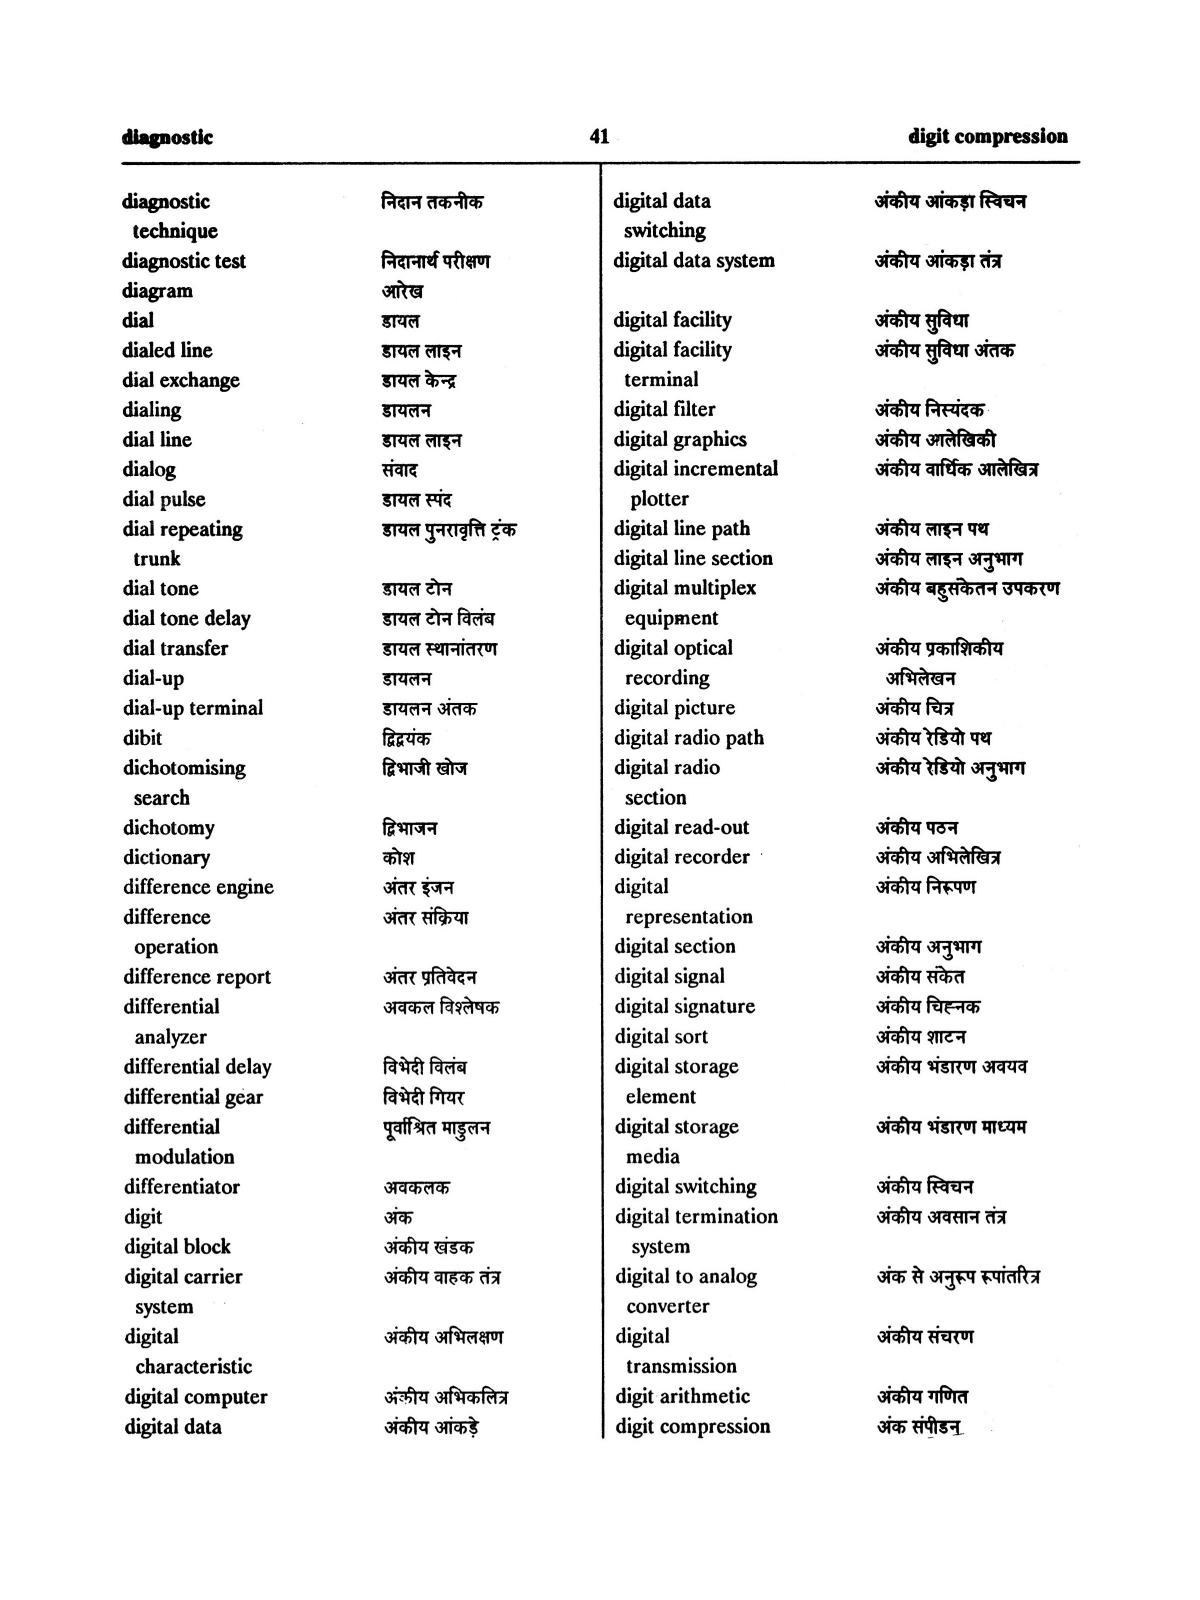 diagnostic 41 digit compression
diagnostic निदान तकनीक
technique
diagnostic test निदानार्थ परीक्षण
diagram आरेख
dial डायल
dialed line डायल लाइन
dial exchange डायल केन्द्र
dialing डायलन
dial line डायल लाइन
dialog संवाद
dial pulse डायल स्पंद
dial repeating डायल पुनरावृत्ति ट्रंक
trunk
dial tone डायल टोन
dial tone delay डायल टोन विलंब
dial transfer डायल स्थानांतरण
dial-up डायलन
dial-up terminal डायलन अंतक
dibit द्विद्वयंक
dichotomising द्विभाजी खोज
search
dichotomy द्विभाजन
dictionary कोश
difference engine अंतर इंजन
difference अंतर संक्रिया
operation
difference report अंतर प्रतिवेदन
differential अवकल विश्लेषक
analyzer
differential delay विभेदी विलंब
differential gear विभेदी गियर
differential पूर्वाश्रित माडुलन
modulation
differentiator अवकलक
digit अंक
digital block अंकीय खंडक
digital carrier अंकीय वाहक तंत्र
system
digital अंकीय अभिलक्षण
characteristic
digital computer अंकीय अभिकलित्र
digital data अंकीय आंकड़े
digital data अंकीय आंकड़ा स्विचन
switching
digital data system अंकीय आंकड़ा तंत्र
digital facility अंकीय सुविधा
digital facility अंकीय सुविधा अंतक
terminal
digital filter अंकीय निस्यंदक
digital graphics अंकीय आलेखिकी
digital incremental अंकीय वार्धिक आलेखित्र
plotter
digital line path अंकीय लाइन पथ
digital line section अंकीय लाइन अनुभाग
digital multiplex अंकीय बहुसंकेतन उपकरण
equipment
digital optical अंकीय प्रकाशिकीय
recording अभिलेखन
digital picture अंकीय चित्र
digital radio path अंकीय रेडियो पथ
digital radio अंकीय रेडियो अनुभाग
section
digital read-out अंकीय पठन
digital recorder अंकीय अभिलेखित्र
digital अंकीय निरूपण
representation
digital section अंकीय अनुभाग
digital signal अंकीय संकेत
digital signature अंकीय चिह्नक
digital sort अंकीय शाटन
digital storage अंकीय भंडारण अवयव
element
digital storage अंकीय भंडारण माध्यम
media
digital switching अंकीय स्विचन
digital termination अंकीय अवसान तंत्र
system
digital to analog अंक से अनुरूप रूपांतरित्र
converter
digital अंकीय संचरण
transmission
digit arithmetic अंकीय गणित
digit compression अंक संपीडन